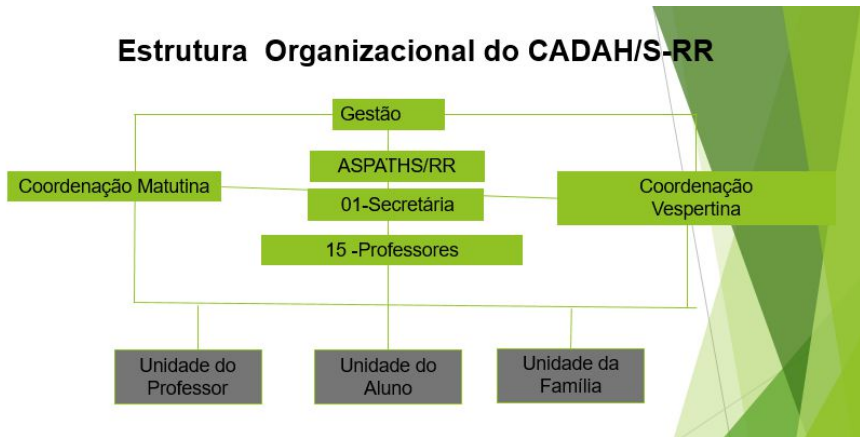 Estrutura Organizacional do CADAH/S-RR
Gestão
ASPATHS/RR
Coordenação Matutina
01-Secretária
Coordenação
Vespertina
15 -Professores
Unidade do
Professor
Unidade do
Aluno
Unidade da
Família